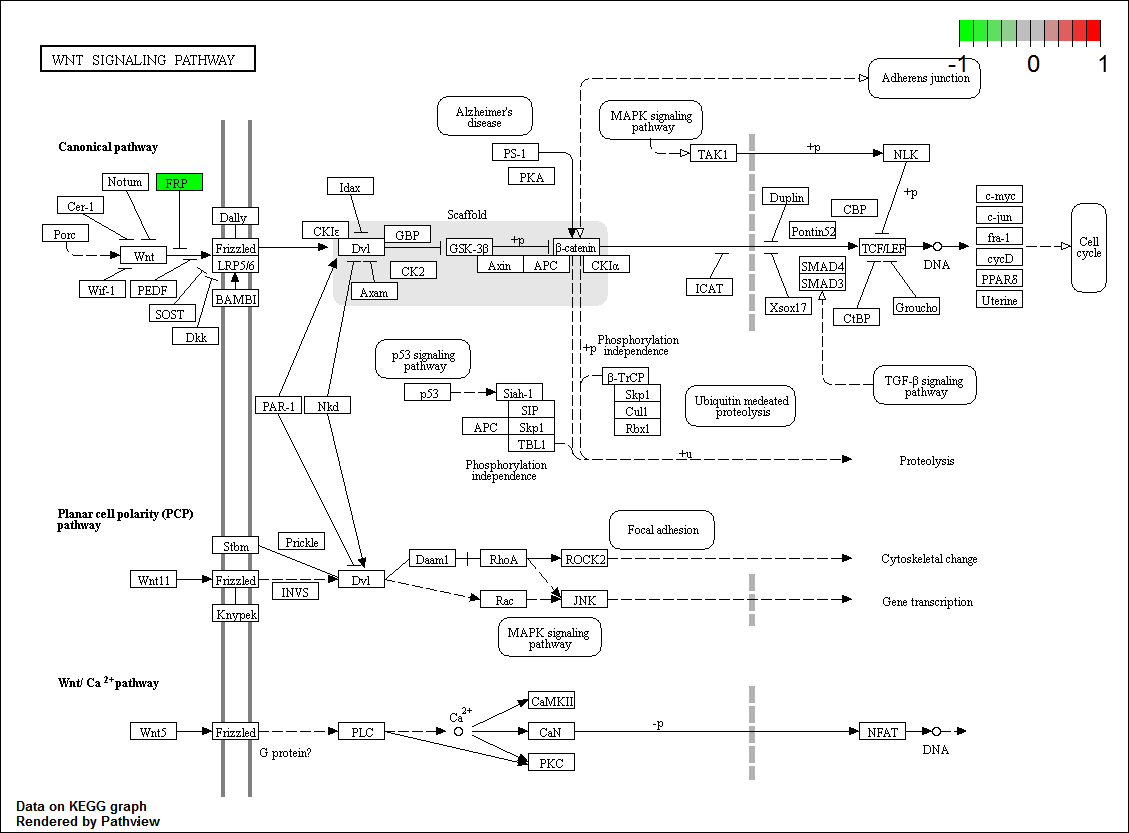 WNT SIGNALING PATHWAY
-1 0 1
Adherens junction
Alzheimer's
disease
MAPK signaling
pathway
Canonical pathway
PS-1
TAK1
+p
NLK
PKA
Notum
FRP
Idax
+p
Duplin
c-myc
Cer-1
Dally
Scaffold
CBP
c-jun
Porc
CKIε
GBP
Pontin52
fra-1
Wnt
Frizzled
Dvl
GSK-3β
+p
β-catenin
TCF/LEF
DNA
Cell
cycle
LRP5/6
CK2
Axin
APC
CKIα
SMAD4
cycD
Wif-1
PEDF
BAMBI
Axam
ICAT
SMAD3
PPARδ
SOST
Xsox17
CtBP
Groucho
Uterine
Dkk
p53 signaling
pathway
+p
Phosphorylation
independence
TGF-β signaling
pathway
p53
Siah-1
β-TrCP
Skp1
Cul1
Rbx1
Ubiquitin medeated
proteolysis
PAR-1
Nkd
SIP
APC
Skp1
TBL1
Phosphorylation
independence
+u
Proteolysis
Planar cell polarity (PCP)
pathway
Focal adhesion
Stbm
Prickle
Daam1
RhoA
ROCK2
Cytoskeletal change
Wnt11
Frizzled
INVS
Dvl
Rac
JNK
Gene transcription
Knypek
MAPK signaling
pathway
Wnt/ Ca 2+ pathway
CaMKII
Ca2+
Wnt5
Frizzled
PLC
CaN
-p
NFAT
DNA
G protein?
PKC
Data on KEGG graph
Rendered by Pathview